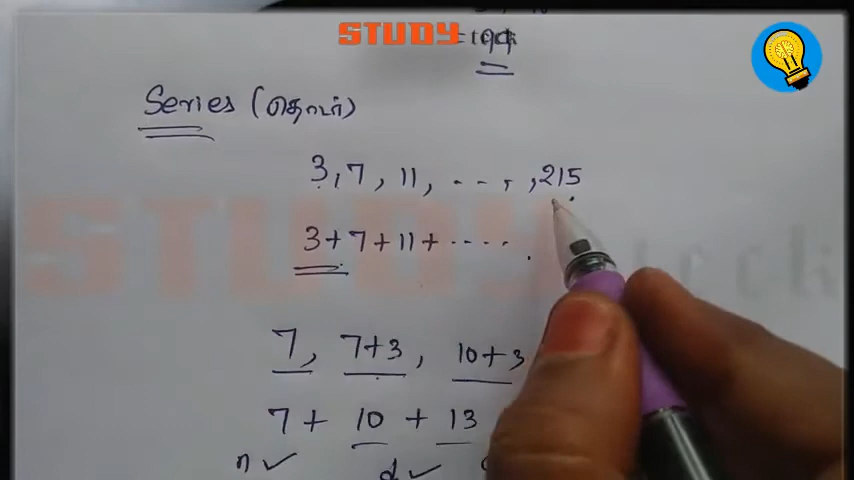 STUDY
Series (தொடர்)
3, 7, 11, ---, , 215
3+7+11+ ....
7, 7+3, 10+3
7 + 10 + 13
n ✓ d ✓